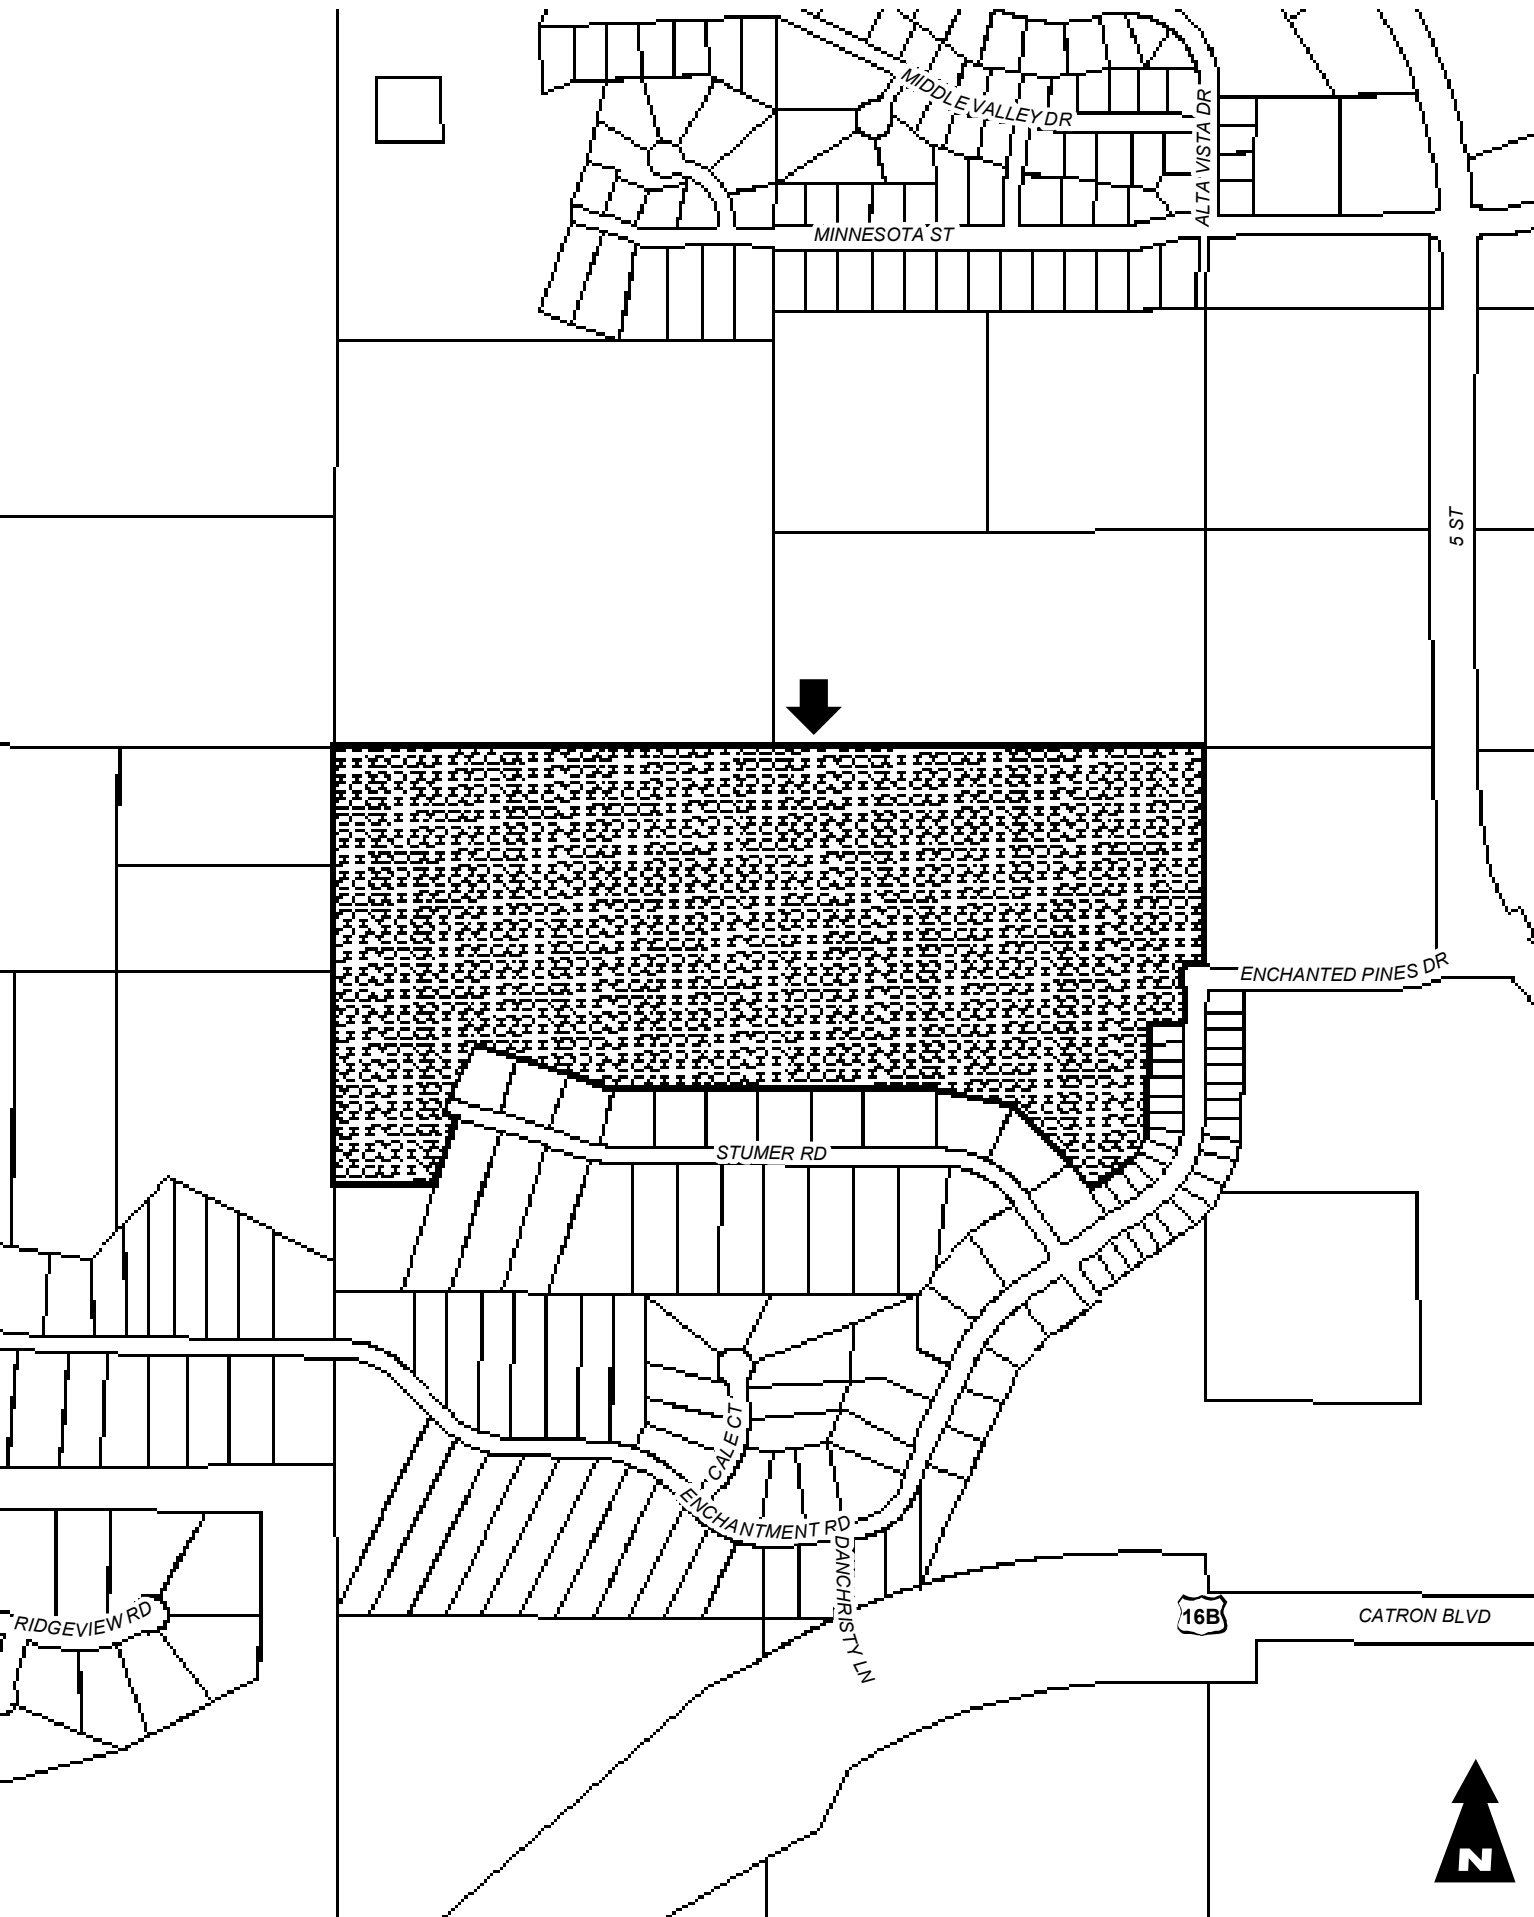 MIDDLE VALLEY DR
ALTA VISTA DR
MINNESOTA ST
5 ST
ENCHANTED PINES DR
STUMER RD
CALE CT
ENCHANTMENT RD
DANCHRISTY LN
RIDGEVIEW RD
16B
CATRON BLVD
N